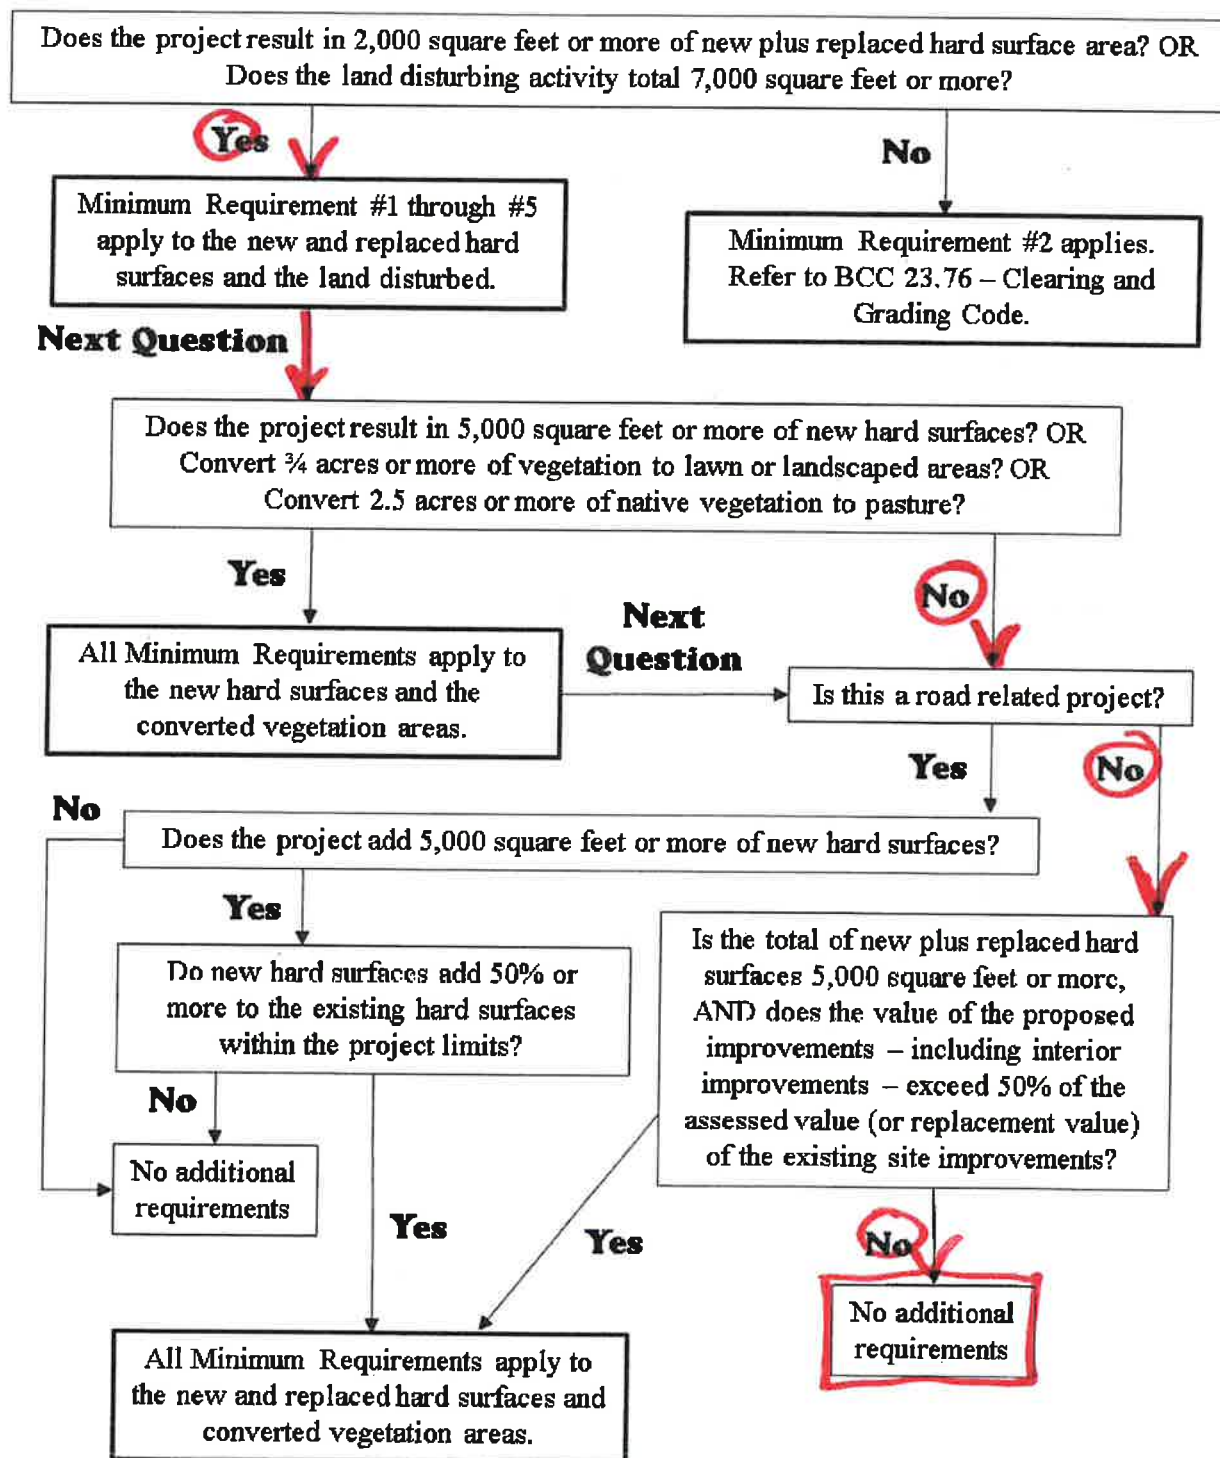 Does the project result in 2,000 square feet or more of new plus replaced hard surface area? OR
Does the land disturbing activity total 7,000 square feet or more?
Yes
No
Minimum Requirement #1 through #5
apply to the new and replaced hard
surfaces and the land disturbed.
Minimum Requirement #2 applies.
Refer to BCC 23.76 – Clearing and
Grading Code.
Next Question
Does the project result in 5,000 square feet or more of new hard surfaces? OR
Convert ¾ acres or more of vegetation to lawn or landscaped areas? OR
Convert 2.5 acres or more of native vegetation to pasture?
Yes
No
All Minimum Requirements apply to
the new hard surfaces and the
converted vegetation areas.
Next
Question
Is this a road related project?
Yes
No
No
Does the project add 5,000 square feet or more of new hard surfaces?
Yes
Do new hard surfaces add 50% or
more to the existing hard surfaces
within the project limits?
Is the total of new plus replaced hard
surfaces 5,000 square feet or more,
AND does the value of the proposed
improvements – including interior
improvements – exceed 50% of the
assessed value (or replacement value)
of the existing site improvements?
No
No additional
requirements
Yes
Yes
No
No additional
requirements
All Minimum Requirements apply to
the new and replaced hard surfaces and
converted vegetation areas.